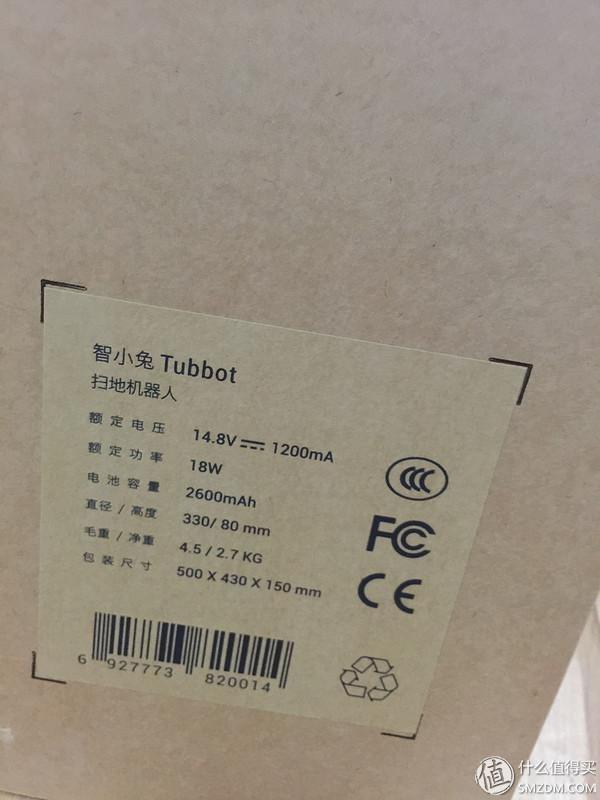 智小兔 Tubbot
扫地机器人
额定电压 14.8V⎓1200mA
额定功率 18W
电池容量 2600mAh
直径/高度 330/80 mm
毛重/净重 4.5/2.7 KG
包装尺寸 500 X 430 X 150 mm
CCC
FC
CE
6 927773 820014
值 什么值得买
SMZDM.COM